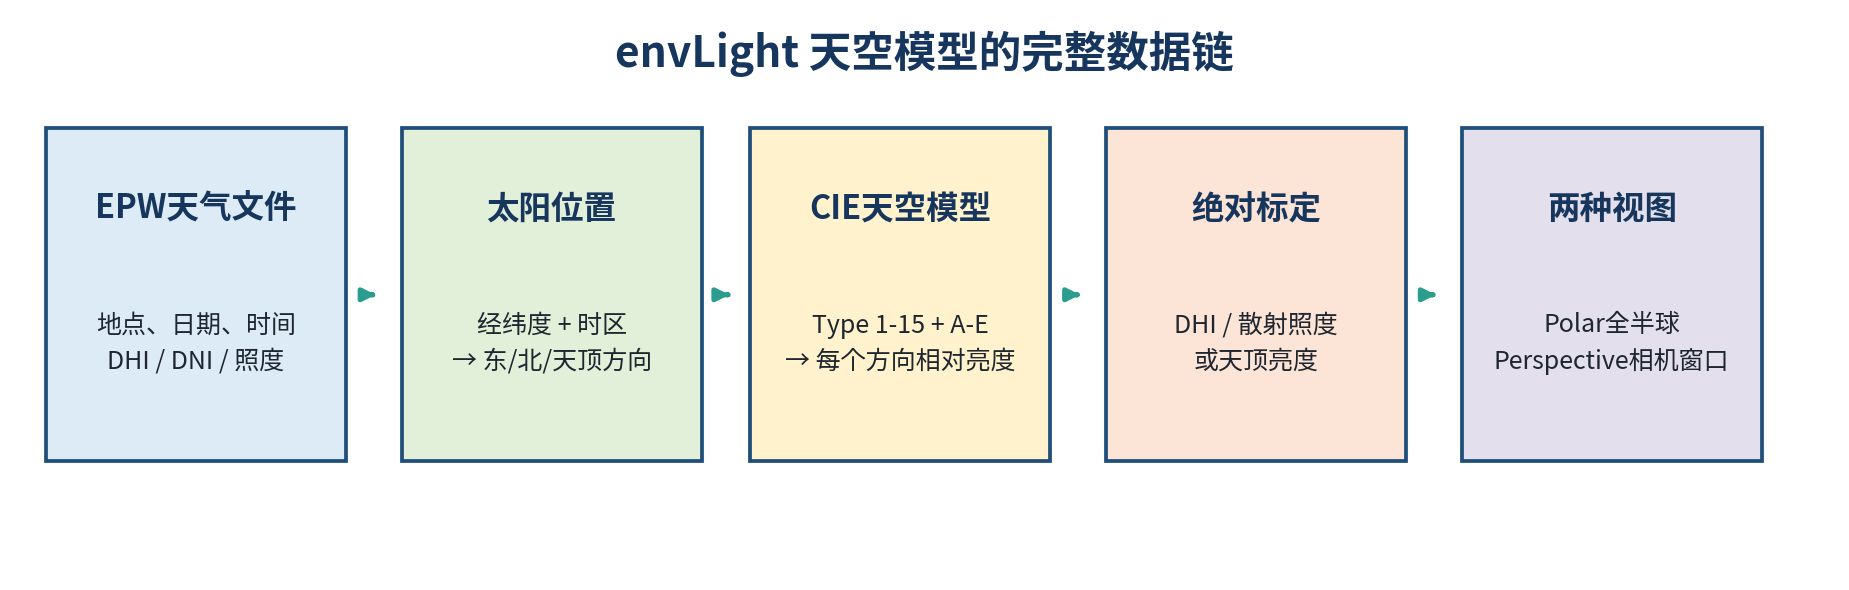 envLight 天空模型的完整数据链
EPW天气文件
地点、日期、时间
DHI / DNI / 照度
太阳位置
经纬度 + 时区
→ 东/北/天顶方向
CIE天空模型
Type 1-15 + A-E
→ 每个方向相对亮度
绝对标定
DHI / 散射照度
或天顶亮度
两种视图
Polar全半球
Perspective相机窗口